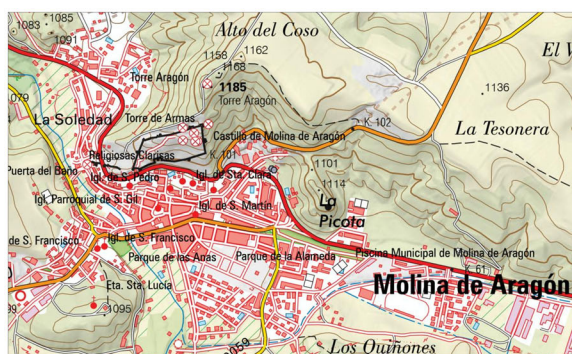 1083
1085
1091
Alto del Coso
1158
1162
1168
1185
Torre Aragón
Torre Aragón
El V
1136
079
La Soledad
Torre de Armas
Castillo de Molina de Aragón
K. 102
La Tesonera
Religiosas Clarisas
K. 101
Puerta del Baño
Igl. de S. Pedro
Igl. de Sta. Clara
1101
1114
La
Picota
Igl. Parroquial de S. Gil
Igl. de S. Martín
de S. Francisco
Igl. de S. Francisco
Parque de las Anas
Parque de la Alameda
Piscina Municipal de Molina de Aragón
K. 61
Molina de Aragón
Eta. Sta. Lucía
1095
1059
Los Quiñones